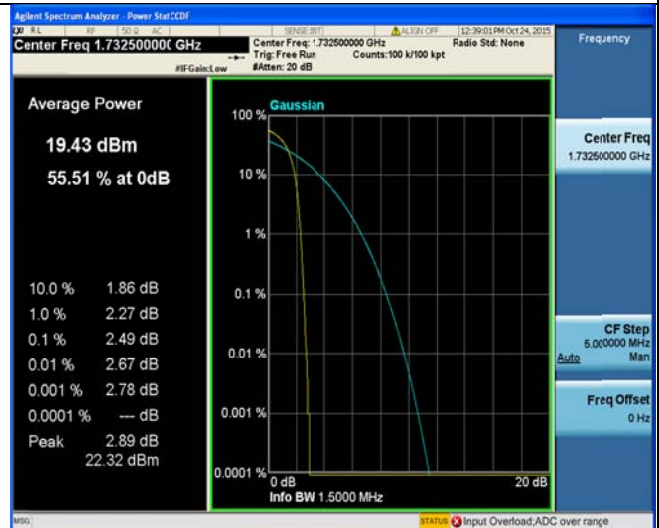 Agilent Spectrum Analyzer - Power Stat CCDF
RL RF 50 Ω AC SENSE:INT ALIGN OFF 12:39:01 PM Oct 24, 2015
Center Freq 1.732500000 GHz
Center Freq: 1.732500000 GHz Radio Std: None
Trig: Free Run Counts:100 k/100 kpt
#IFGain:Low #Atten: 20 dB
Frequency
Average Power
19.43 dBm
55.51 % at 0dB
10.0 % 1.86 dB
1.0 % 2.27 dB
0.1 % 2.49 dB
0.01 % 2.67 dB
0.001 % 2.78 dB
0.0001 % --- dB
Peak 2.89 dB
22.32 dBm
Gaussian
100 %
10 %
1 %
0.1 %
0.01 %
0.001 %
0.0001 %
0 dB 20 dB
Info BW 1.5000 MHz
Center Freq
1.732500000 GHz
CF Step
5.000000 MHz
Auto Man
Freq Offset
0 Hz
MSG STATUS Input Overload;ADC over range